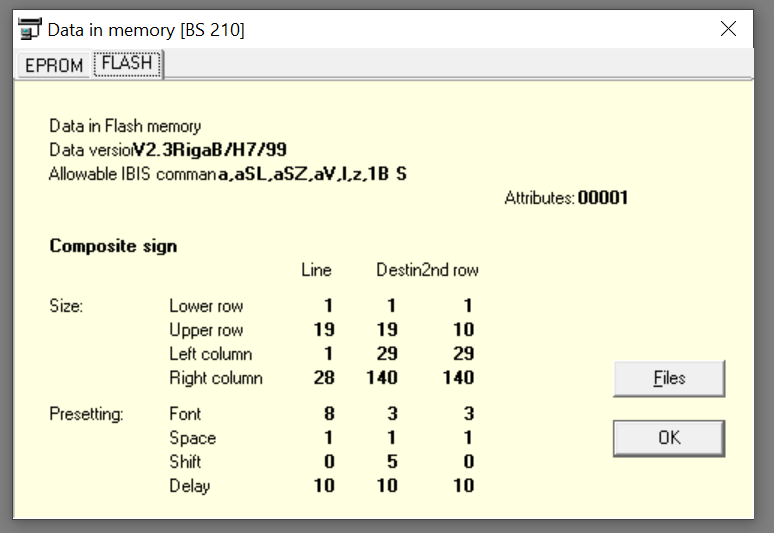 Data in memory [BS 210]
EPROM FLASH
Data in Flash memory
Data versior V2.3RigaB/H7/99
Allowable IBIS comman a,aSL,aSZ,aV,l,z,1B S
Attributes: 00001
Composite sign
Line Destin 2nd row
Size: Lower row 1 1 1
Upper row 19 19 10
Left column 1 29 29
Right column 28 140 140
Files
Presetting: Font 8 3 3
Space 1 1 1
OK
Shift 0 5 0
Delay 10 10 10